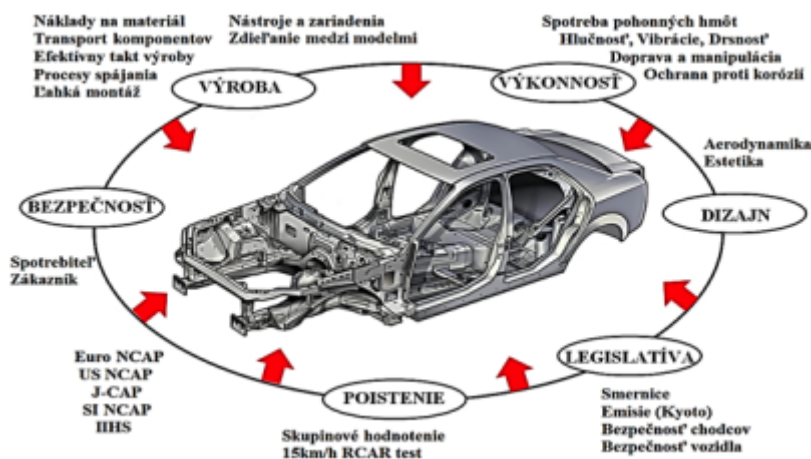 Náklady na materiál
Transport komponentov
Efektívny takt výroby
Procesy spájania
Ľahká montáž
Nástroje a zariadenia
Zdieľanie medzi modelmi
Spotreba pohonných hmôt
Hlučnosť, Vibrácie, Drsnosť
Doprava a manipulácia
Ochrana proti korózii
VÝROBA
VÝKONNOSŤ
Aerodynamika
Estetika
BEZPEČNOSŤ
DIZAJN
Spotrebiteľ
Zákazník
Euro NCAP
US NCAP
J-CAP
SI NCAP
IIHS
POISTENIE
Skupinové hodnotenie
15km/h RCAR test
LEGISLATÍVA
Smernice
Emisie (Kyoto)
Bezpečnosť chodcov
Bezpečnosť vozidla